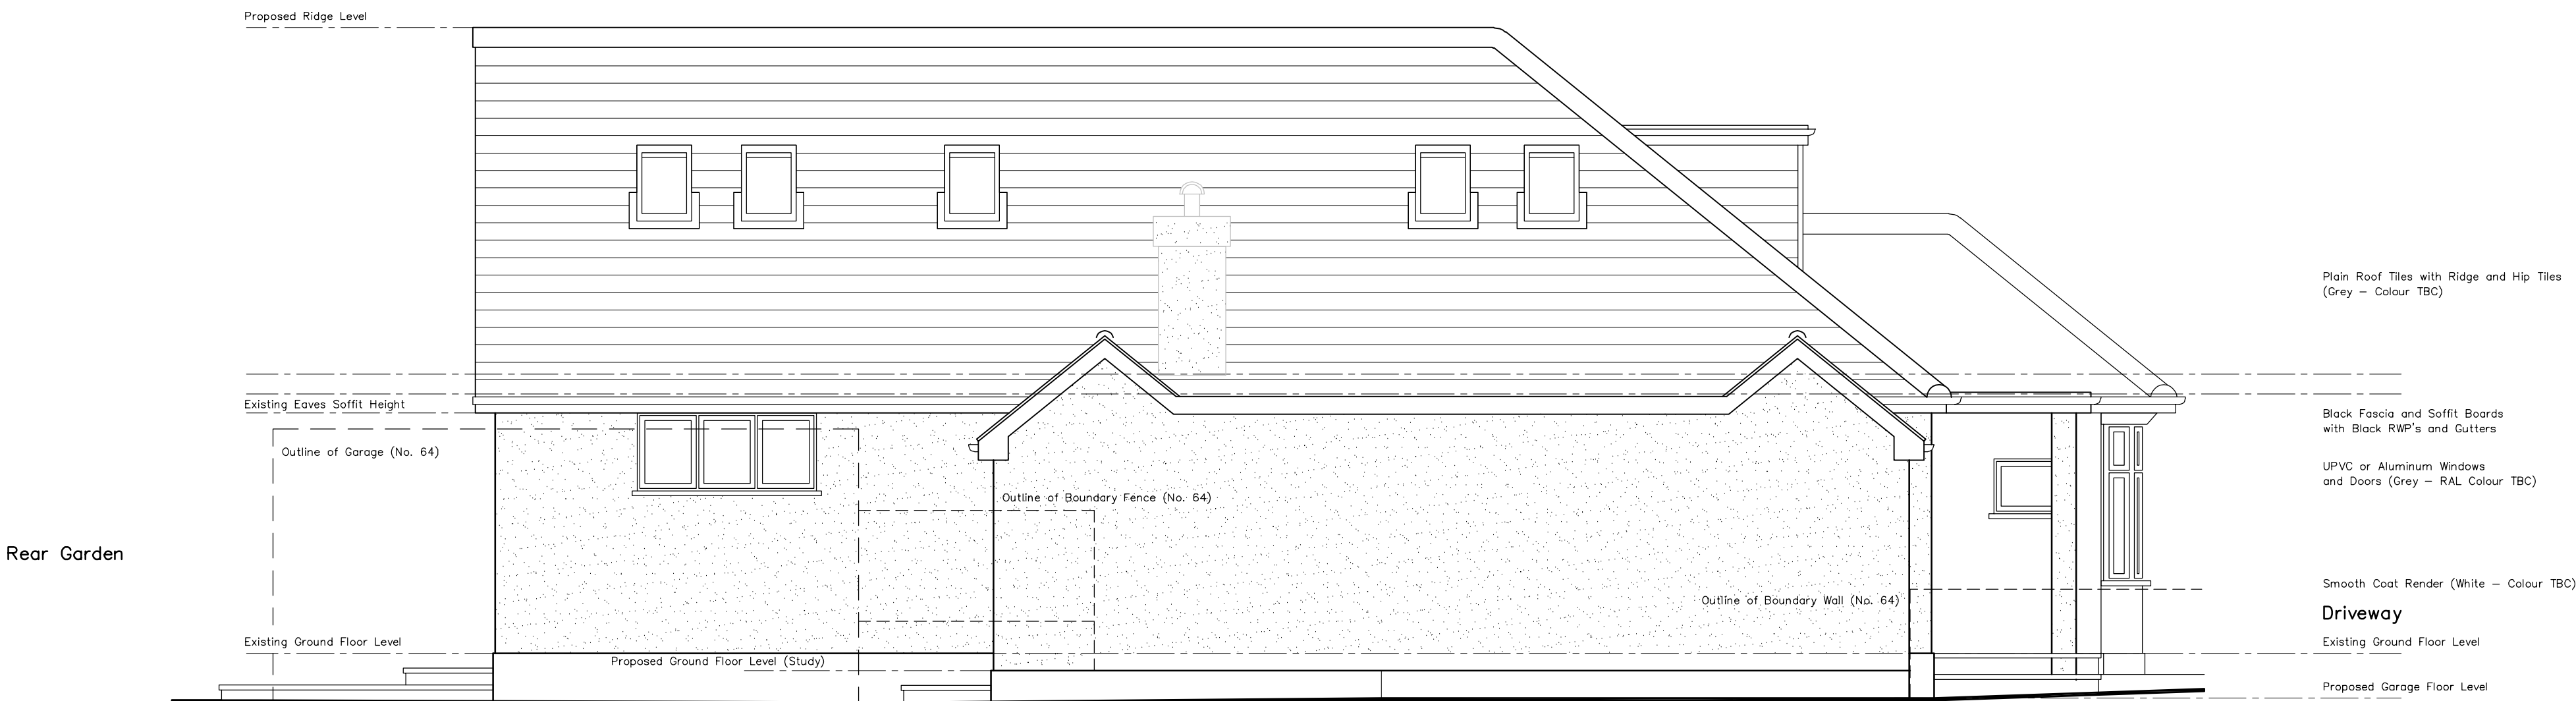 Proposed Ridge Level
Plain Roof Tiles with Ridge and Hip Tiles
(Grey – Colour TBC)
Existing Eaves Soffit Height
Black Fascia and Soffit Boards
with Black RWP's and Gutters
Outline of Garage (No. 64)
UPVC or Aluminum Windows
and Doors (Grey – RAL Colour TBC)
Outline of Boundary Fence (No. 64)
Rear Garden
Smooth Coat Render (White – Colour TBC)
Outline of Boundary Wall (No. 64)
Driveway
Existing Ground Floor Level
Existing Ground Floor Level
Proposed Ground Floor Level (Study)
Proposed Garage Floor Level